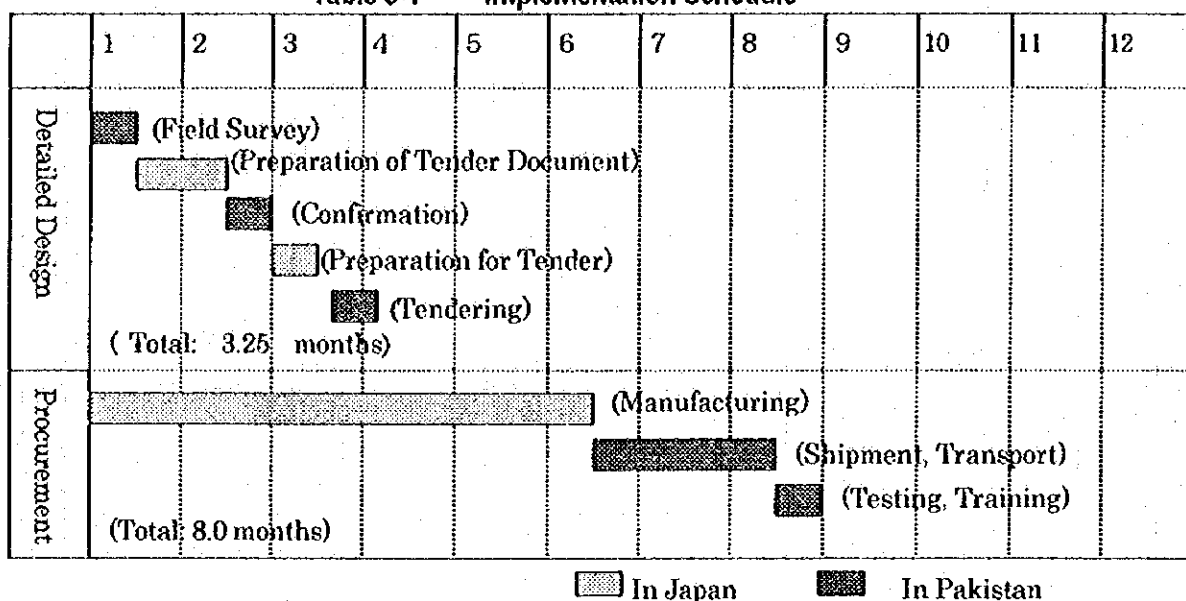 1 2 3 4 5 6 7 8 9 10 11 12
Detailed Design
(Field Survey)
(Preparation of Tender Document)
(Confirmation)
(Preparation for Tender)
(Tendering)
( Total: 3.25 months)
Procurement
(Manufacturing)
(Shipment, Transport)
(Testing, Training)
(Total: 8.0 months)
In Japan In Pakistan